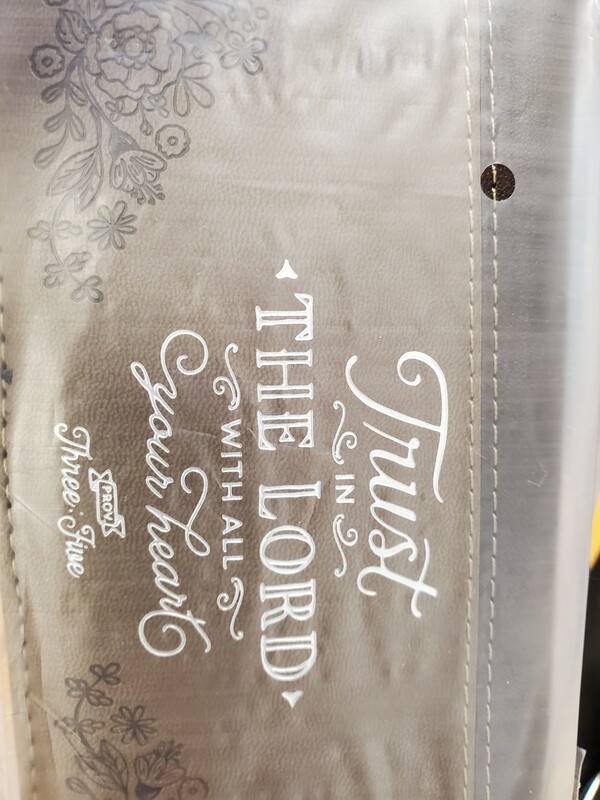 Trust
IN
THE LORD
WITH ALL
your heart
PROV
Three:Five